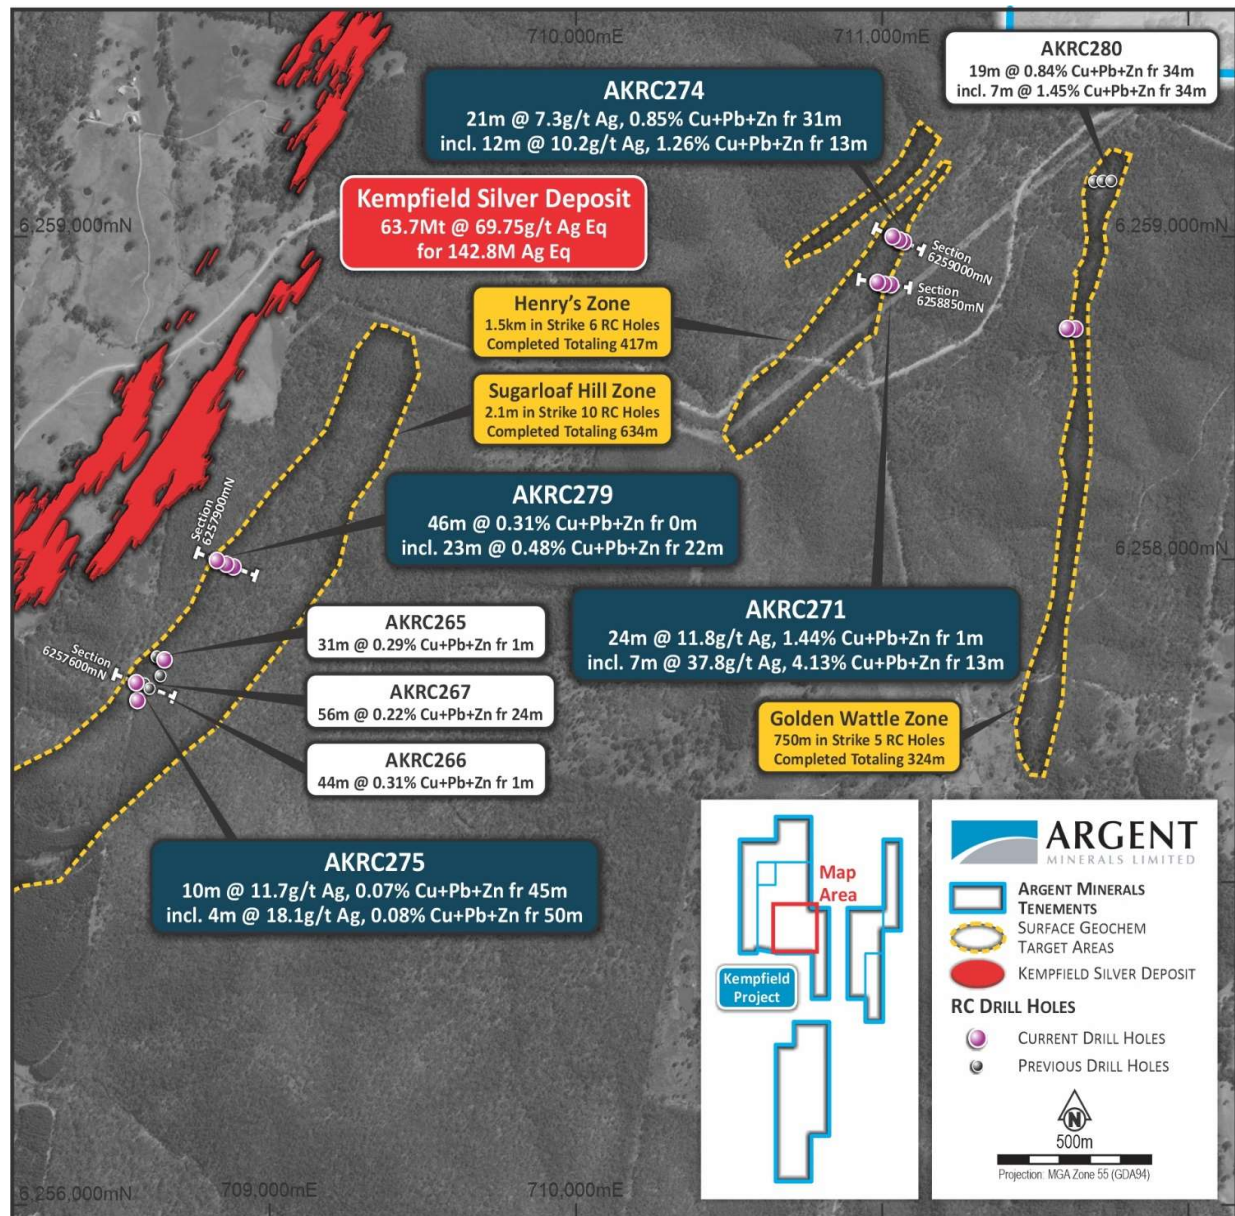 710,000mE
711,000mE
AKRC280
19m @ 0.84% Cu+Pb+Zn fr 34m
incl. 7m @ 1.45% Cu+Pb+Zn fr 34m
AKRC274
21m @ 7.3g/t Ag, 0.85% Cu+Pb+Zn fr 31m
incl. 12m @ 10.2g/t Ag, 1.26% Cu+Pb+Zn fr 13m
Kempfield Silver Deposit
63.7Mt @ 69.75g/t Ag Eq
for 142.8M Ag Eq
6,259,000mN
6,259,000mN
Section
6259000mN
Section
6258850mN
Henry's Zone
1.5km in Strike 6 RC Holes
Completed Totaling 417m
Sugarloaf Hill Zone
2.1m in Strike 10 RC Holes
Completed Totaling 634m
Section
6257900mN
AKRC279
46m @ 0.31% Cu+Pb+Zn fr 0m
incl. 23m @ 0.48% Cu+Pb+Zn fr 22m
6,258,000mN
AKRC271
24m @ 11.8g/t Ag, 1.44% Cu+Pb+Zn fr 1m
incl. 7m @ 37.8g/t Ag, 4.13% Cu+Pb+Zn fr 13m
AKRC265
31m @ 0.29% Cu+Pb+Zn fr 1m
Section
6257600mN
AKRC267
56m @ 0.22% Cu+Pb+Zn fr 24m
AKRC266
44m @ 0.31% Cu+Pb+Zn fr 1m
Golden Wattle Zone
750m in Strike 5 RC Holes
Completed Totaling 324m
AKRC275
10m @ 11.7g/t Ag, 0.07% Cu+Pb+Zn fr 45m
incl. 4m @ 18.1g/t Ag, 0.08% Cu+Pb+Zn fr 50m
Map
Area
Kempfield
Project
ARGENT
MINERALS LIMITED
ARGENT MINERALS
TENEMENTS
SURFACE GEOCHEM
TARGET AREAS
KEMPFIELD SILVER DEPOSIT
RC DRILL HOLES
CURRENT DRILL HOLES
PREVIOUS DRILL HOLES
N
500m
Projection: MGA Zone 55 (GDA94)
6,256,000mN
709,000mE
710,000mE